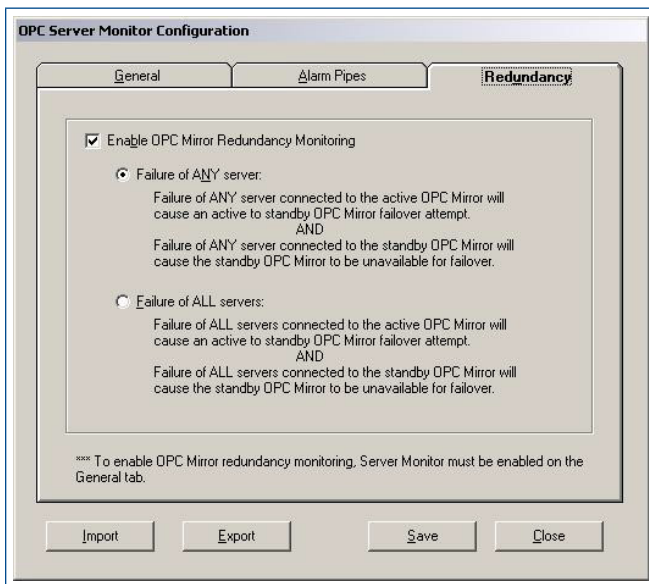 OPC Server Monitor Configuration
General
Alarm Pipes
Redundancy
Enable OPC Mirror Redundancy Monitoring
Failure of ANY server:
Failure of ANY server connected to the active OPC Mirror will
cause an active to standby OPC Mirror failover attempt.
AND
Failure of ANY server connected to the standby OPC Mirror will
cause the standby OPC Mirror to be unavailable for failover.
Failure of ALL servers:
Failure of ALL servers connected to the active OPC Mirror will
cause an active to standby OPC Mirror failover attempt.
AND
Failure of ALL servers connected to the standby OPC Mirror will
cause the standby OPC Mirror to be unavailable for failover.
*** To enable OPC Mirror redundancy monitoring, Server Monitor must be enabled on the
General tab.
Import
Export
Save
Close